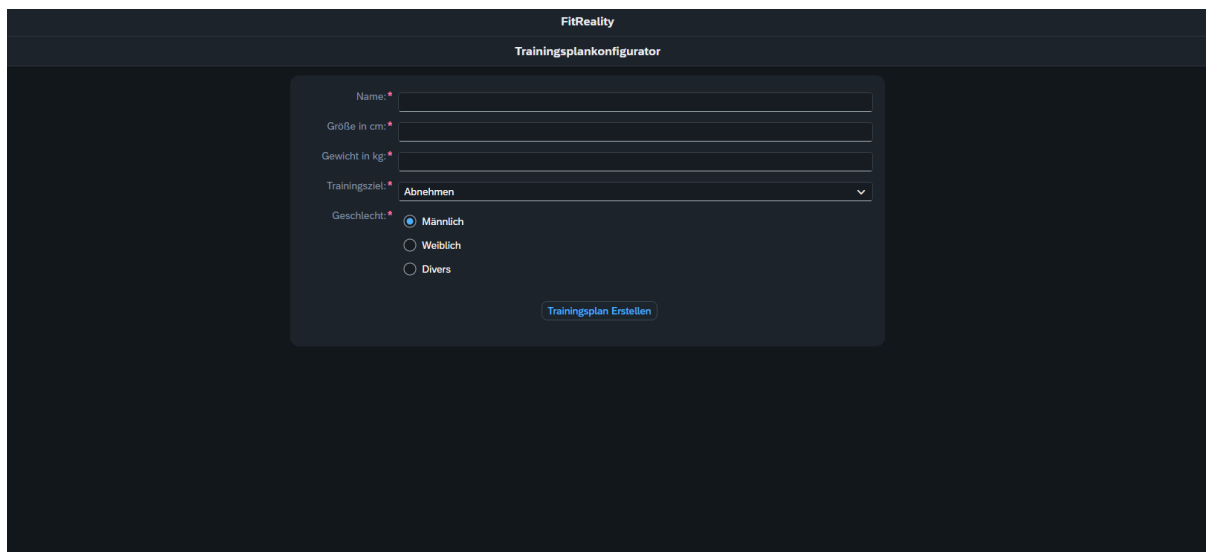 FitReality
Trainingsplankonfigurator
Name:*
Größe in cm:*
Gewicht in kg:*
Trainingsziel:* Abnehmen
Geschlecht:* Männlich
Weiblich
Divers
Trainingsplan Erstellen